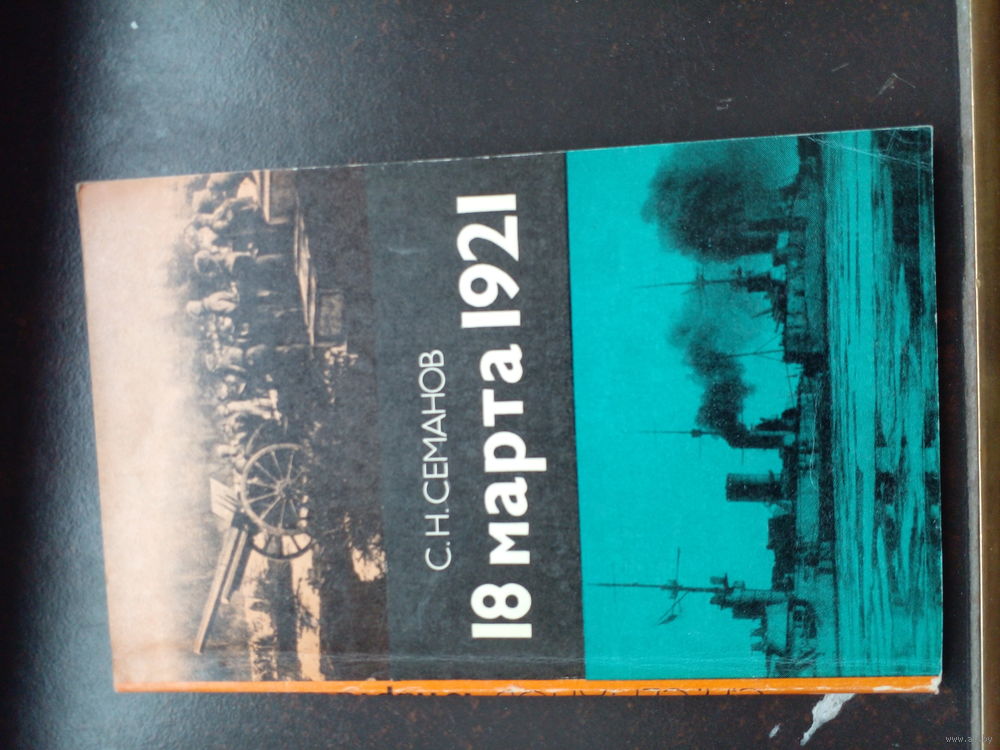 С. Н. СЕМАНОВ
18 марта 1921